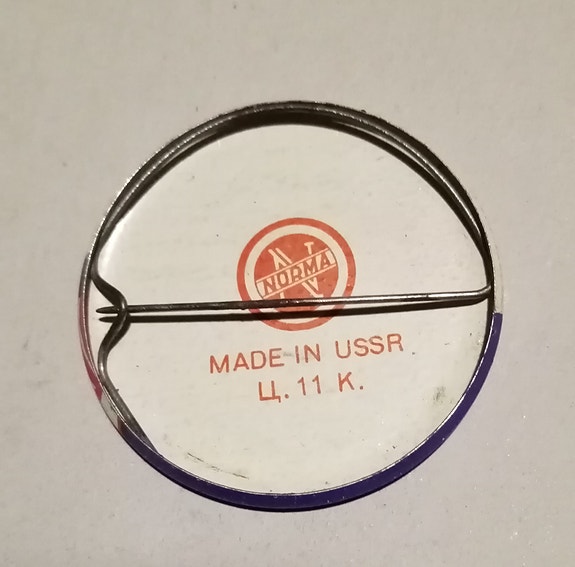 NORMA
MADE IN USSR.
Ц. 11 К.